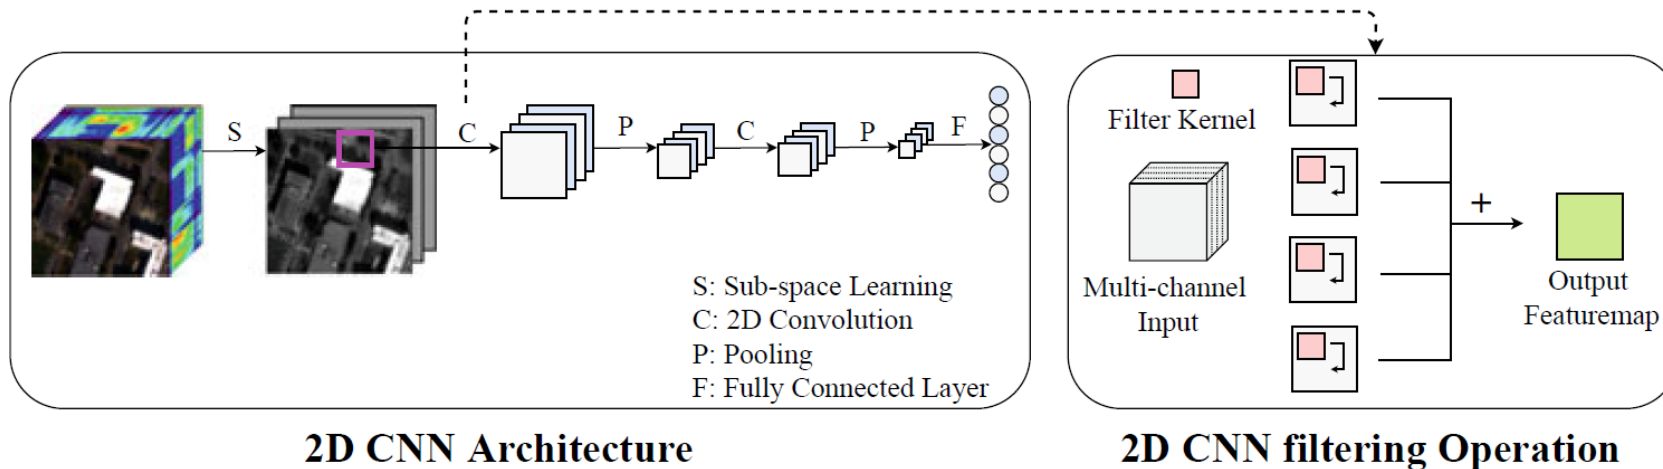 S
C
P
C
P
F
S: Sub-space Learning
C: 2D Convolution
P: Pooling
F: Fully Connected Layer
2D CNN Architecture
Filter Kernel
Multi-channel
Input
+
Output
Featuremap
2D CNN filtering Operation